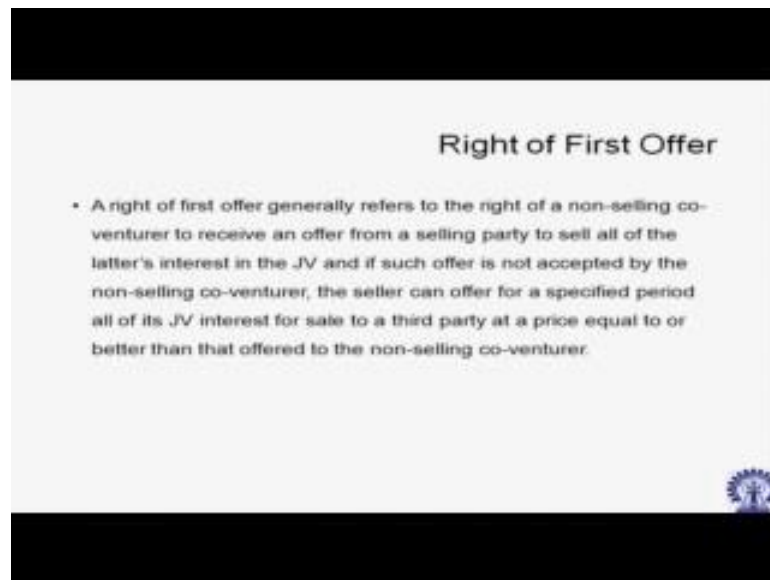 Right of First Offer
• A right of first offer generally refers to the right of a non-selling co-
venturer to receive an offer from a selling party to sell all of the
latter's interest in the JV and if such offer is not accepted by the
non-selling co-venturer, the seller can offer for a specified period
all of its JV interest for sale to a third party at a price equal to or
better than that offered to the non-selling co-venturer.